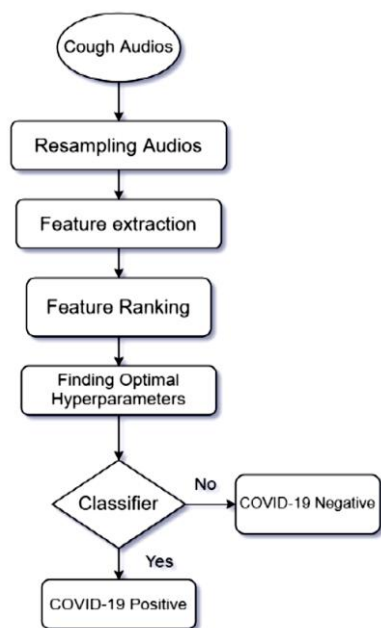 Cough Audios
Resampling Audios
Feature extraction
Feature Ranking
Finding Optimal
Hyperparameters
Classifier
No
COVID-19 Negative
Yes
COVID-19 Positive